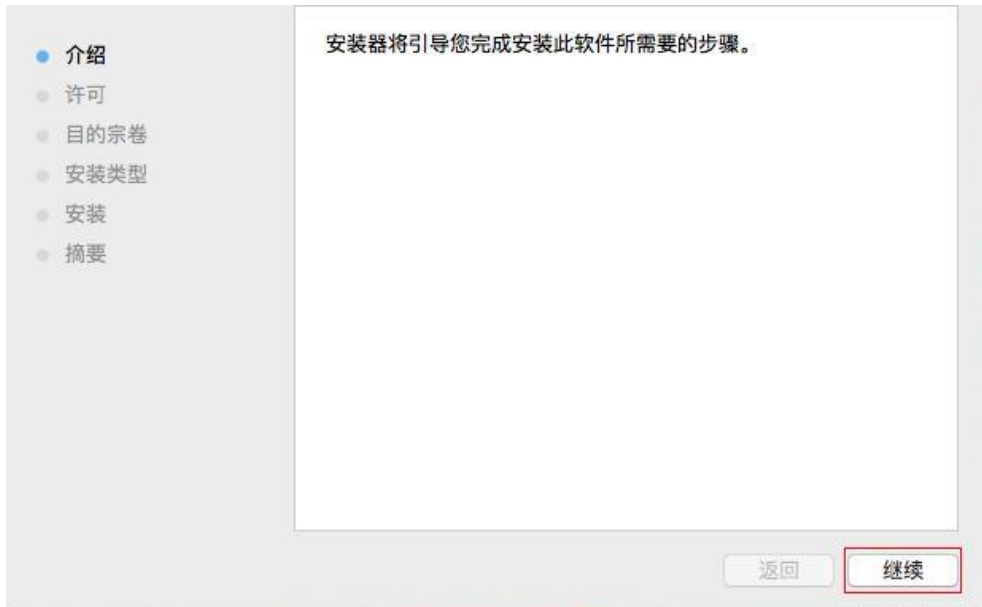 介绍
许可
目的宗卷
安装类型
安装
摘要
安装器将引导您完成安装此软件所需要的步骤。
返回
继续